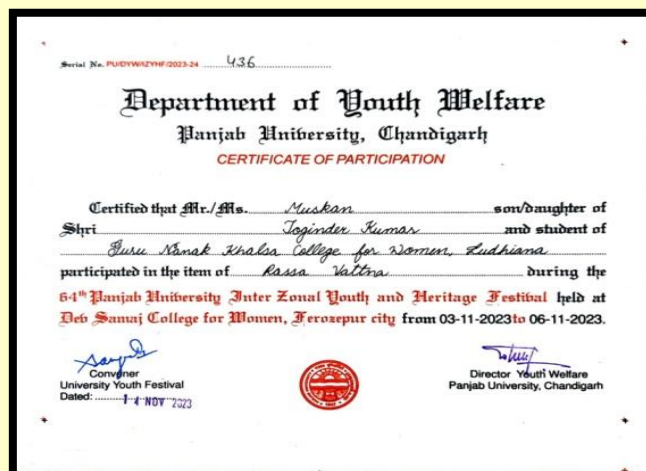 Serial No. PU/DYW/IZYHF/2023-24 436
Department of Youth Welfare
Panjab University, Chandigarh
CERTIFICATE OF PARTICIPATION
Certified that Mr./Ms. Muskan son/daughter of
Shri Joginder Kumar and student of
Guru Nanak Khalsa College for Women, Ludhiana
participated in the item of Rassa Vattna during the
64th Panjab University Inter Zonal Youth and Heritage Festival held at
Dev Samaj College for Women, Ferozepur city from 03-11-2023 to 06-11-2023.
Convener
University Youth Festival
Dated: 14 NOV 2023
Director Youth Welfare
Panjab University, Chandigarh